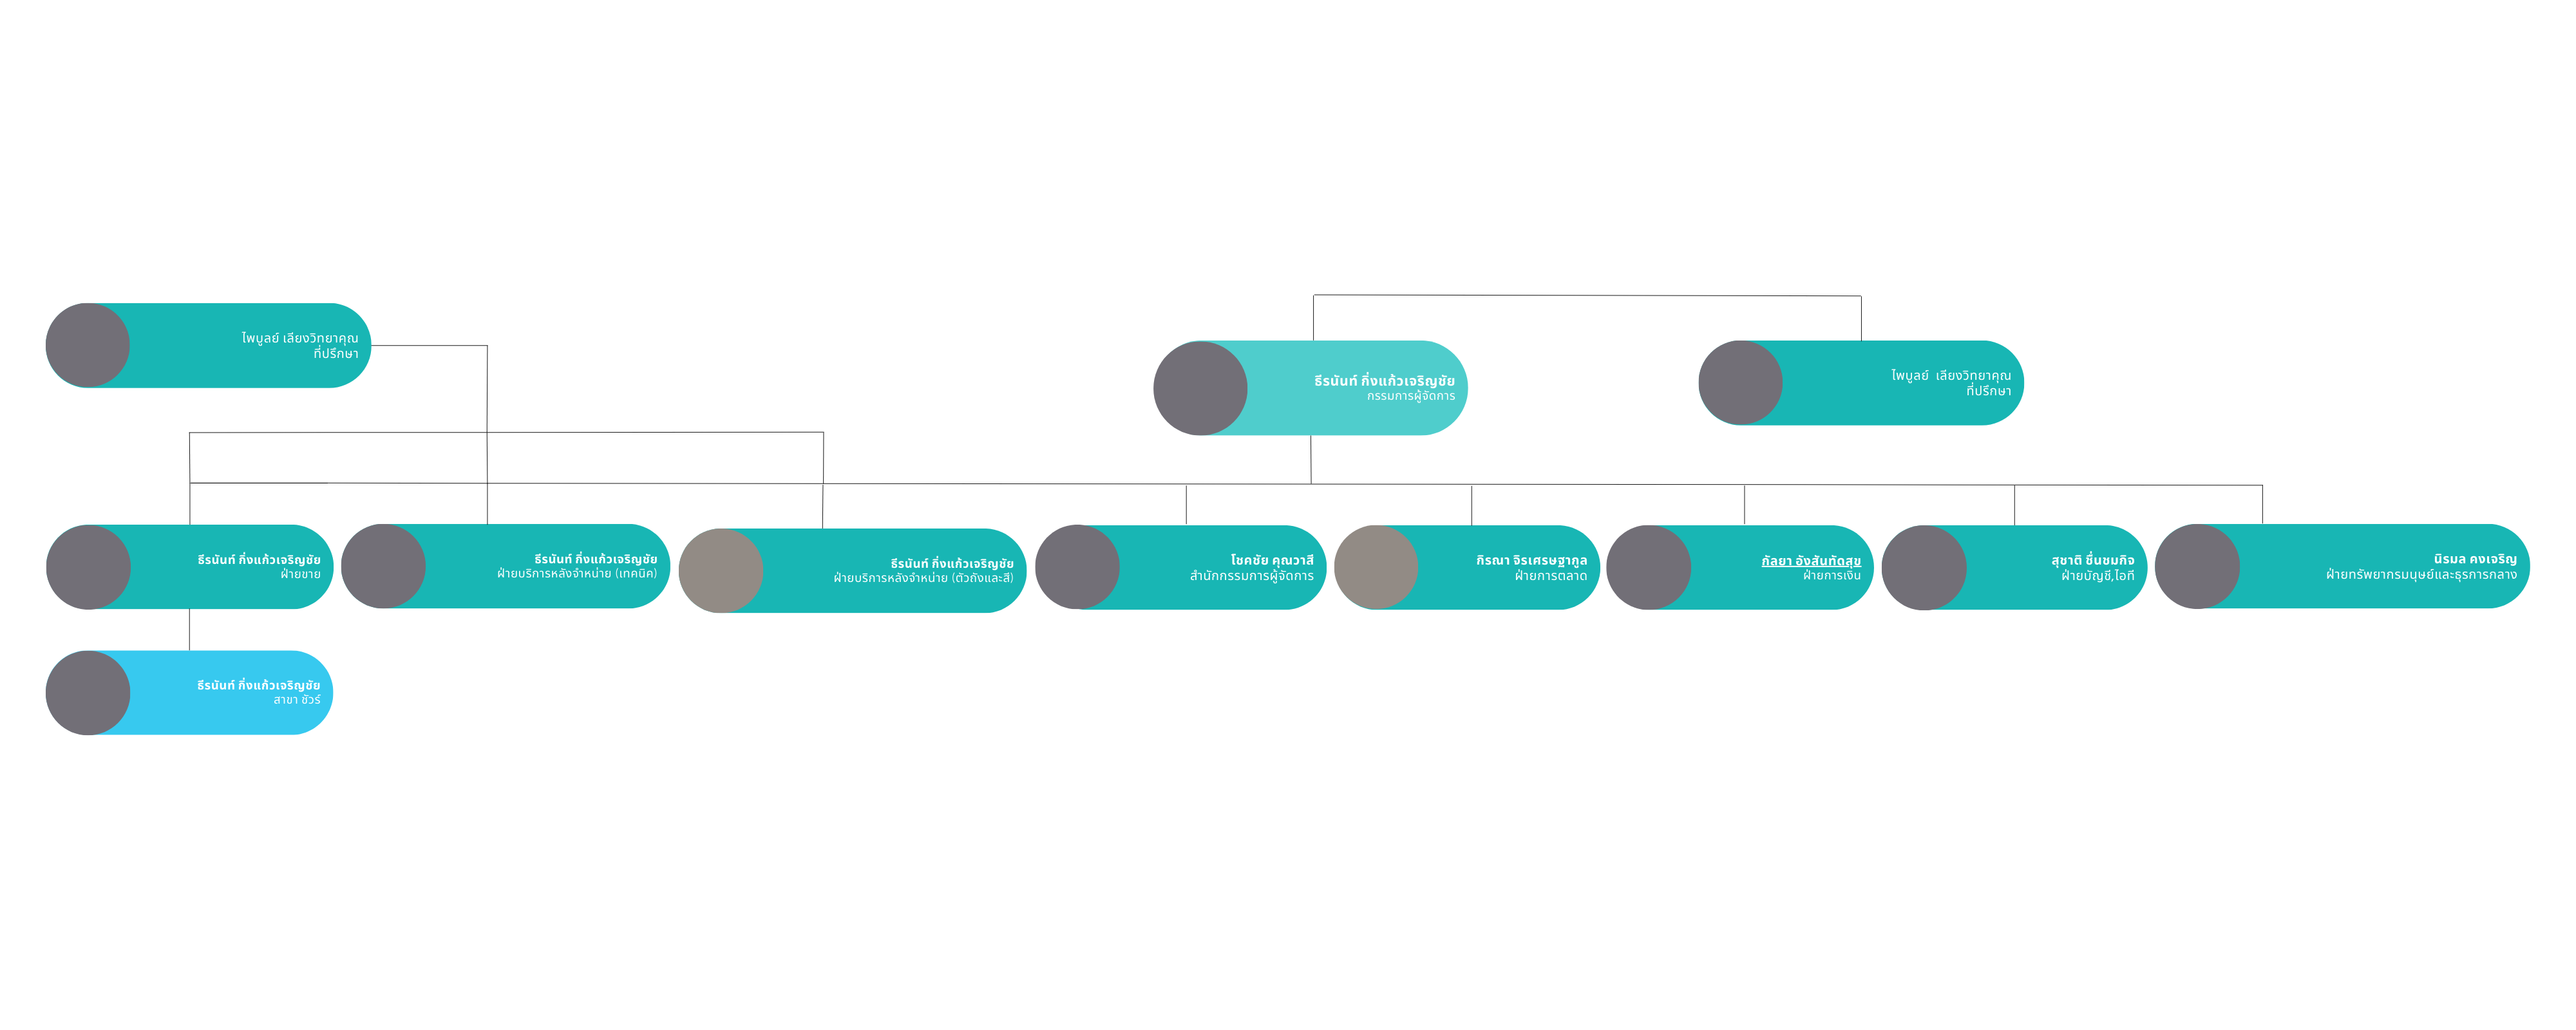 ไพบูลย์ เลียงวิทยาคุณ
ที่ปรึกษา
ธีรนันท์ กิ่งแก้วเจริญชัย
กรรมการผู้จัดการ
ไพบูลย์  เลียงวิทยาคุณ
ที่ปรึกษา
ธีรนันท์ กิ่งแก้วเจริญชัย
ฝ่ายขาย
ธีรนันท์ กิ่งแก้วเจริญชัย
ฝ่ายบริการหลังจำหน่าย (เทคนิค)
ธีรนันท์ กิ่งแก้วเจริญชัย
ฝ่ายบริการหลังจำหน่าย (ตัวถังและสี)
โชคชัย คุณวาสี
สำนักกรรมการผู้จัดการ
กิรณา จิรเศรษฐากูล
ฝ่ายการตลาด
กัลยา อังสันทัดสุข
ฝ่ายการเงิน
สุชาติ ชื่นชมกิจ
ฝ่ายบัญชี,ไอที
นิรมล คงเจริญ
ฝ่ายทรัพยากรมนุษย์และธุรการกลาง
ธีรนันท์ กิ่งแก้วเจริญชัย
สาขา ชัวร์